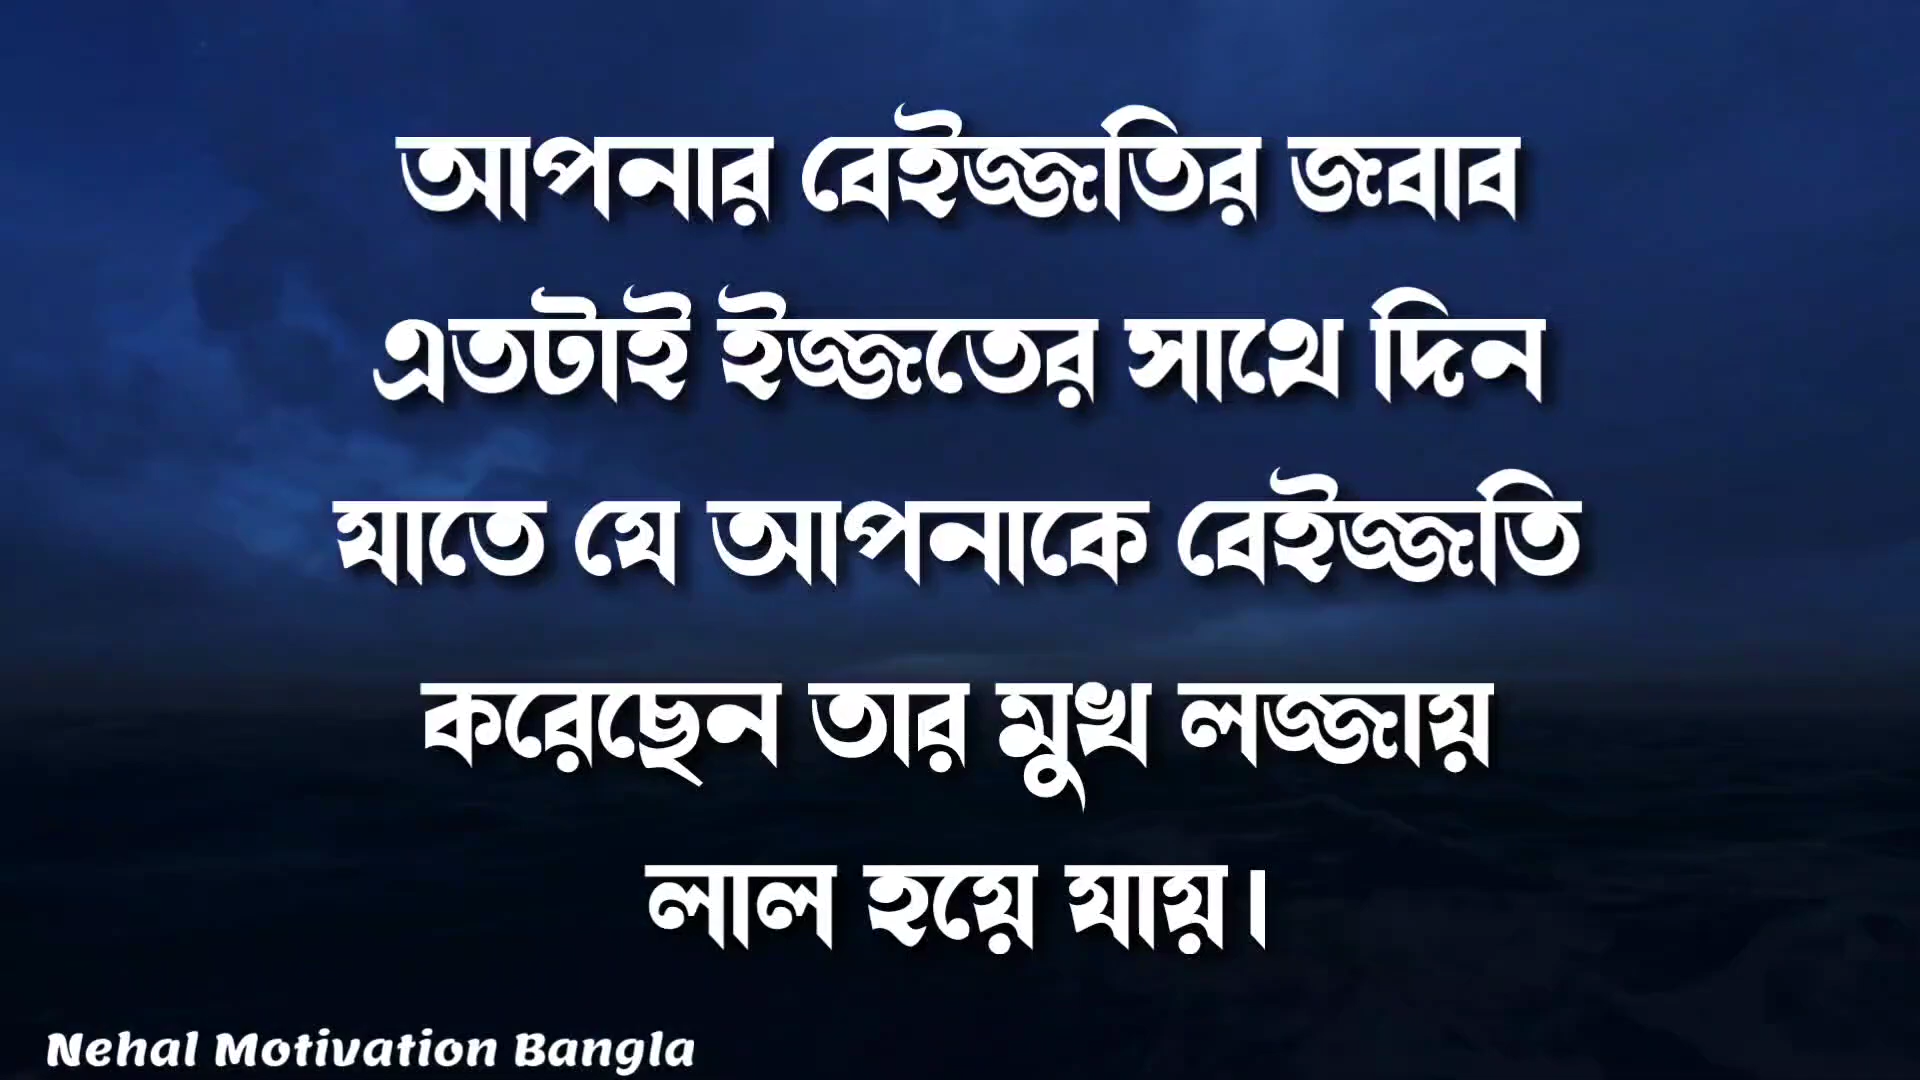 আপনার বেইজ্জতির জবাব
এতটাই ইজ্জতের সাথে দিন
যাতে যে আপনাকে বেইজ্জতি
করেছেন তার মুখ লজ্জায়
লাল হয়ে যায়।
Nehal Motivation Bangla